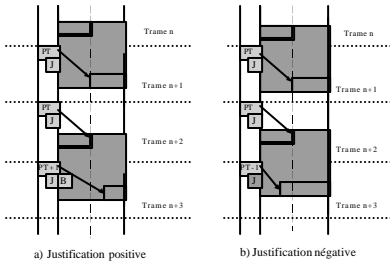 Trame n
PT
J
Trame n+1
PT
J
Trame n+2
PT+1
J B
Trame n+3
a) Justification positive
Trame n
PT
J
Trame n+1
PT
J
Trame n+2
PT-1
J
Trame n+3
b) Justification négative